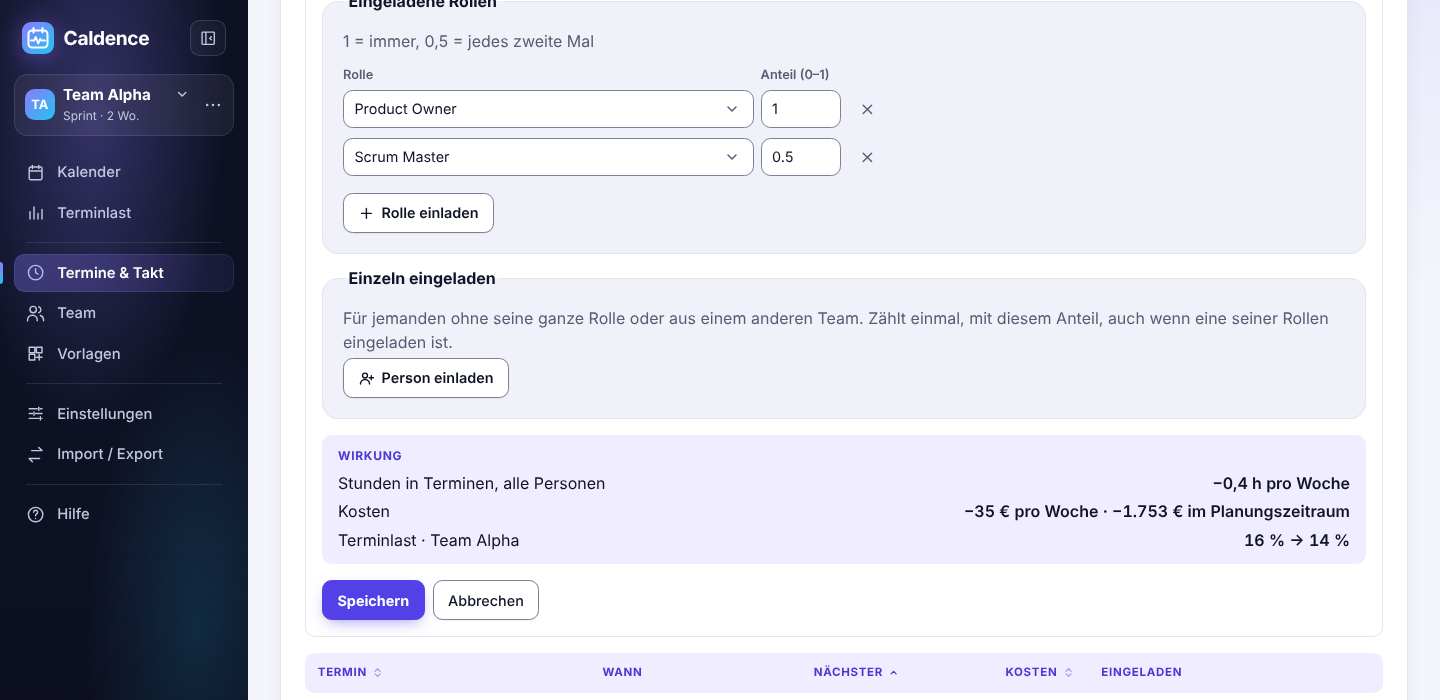 Caldence
TA
Team Alpha
Sprint · 2 Wo.
Kalender
Terminlast
Termine & Takt
Team
Vorlagen
Einstellungen
Import / Export
Hilfe
Eingeladene Rollen
1 = immer, 0,5 = jedes zweite Mal
Rolle Anteil (0–1)
Product Owner 1
Scrum Master 0.5
Rolle einladen
Einzeln eingeladen
Für jemanden ohne seine ganze Rolle oder aus einem anderen Team. Zählt einmal, mit diesem Anteil, auch wenn eine seiner Rollen
eingeladen ist.
Person einladen
WIRKUNG
Stunden in Terminen, alle Personen −0,4 h pro Woche
Kosten −35 € pro Woche · −1.753 € im Planungszeitraum
Terminlast · Team Alpha 16 % → 14 %
Speichern Abbrechen
TERMIN WANN NÄCHSTER KOSTEN EINGELADEN